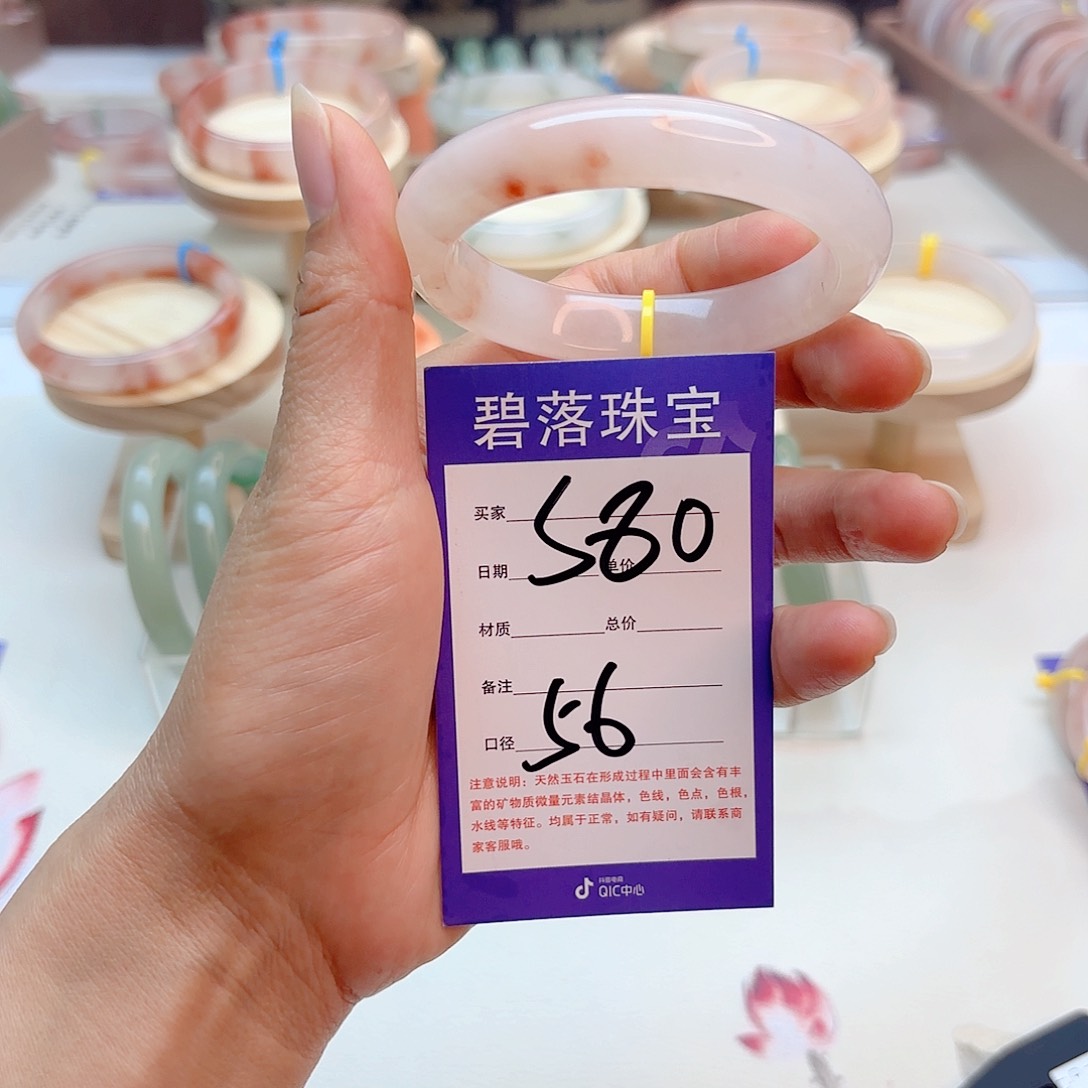 碧落珠宝
买家
580
日期 单价
材质 总价
备注
口径 56
注意说明：天然玉石在形成过程中里面会含有丰
富的矿物质微量元素结晶体，色线，色点，色根，
水线等特征。均属于正常，如有疑问，请联系商
家客服哦。
抖音电商
QIC中心